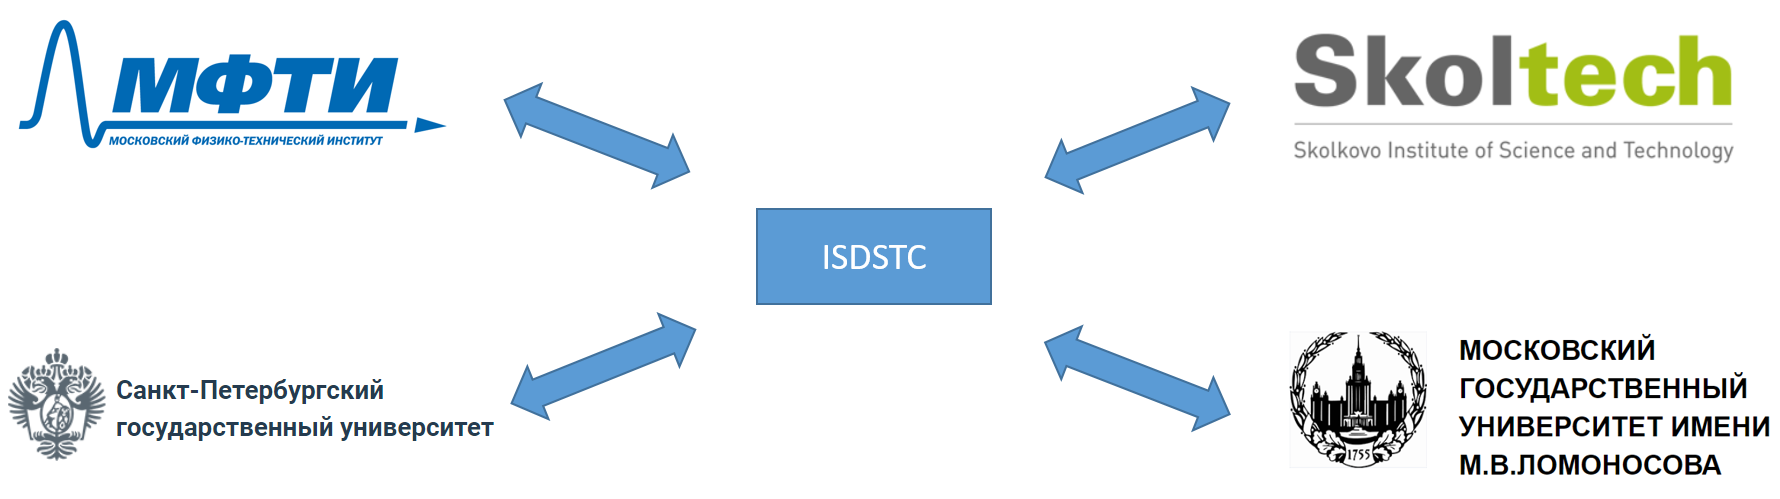 МФТИ
МОСКОВСКИЙ ФИЗИКО-ТЕХНИЧЕСКИЙ ИНСТИТУТ
Skoltech
Skolkovo Institute of Science and Technology
ISDSTC
Санкт-Петербургский
государственный университет
1755
МОСКОВСКИЙ
ГОСУДАРСТВЕННЫЙ
УНИВЕРСИТЕТ ИМЕНИ
М.В.ЛОМОНОСОВА